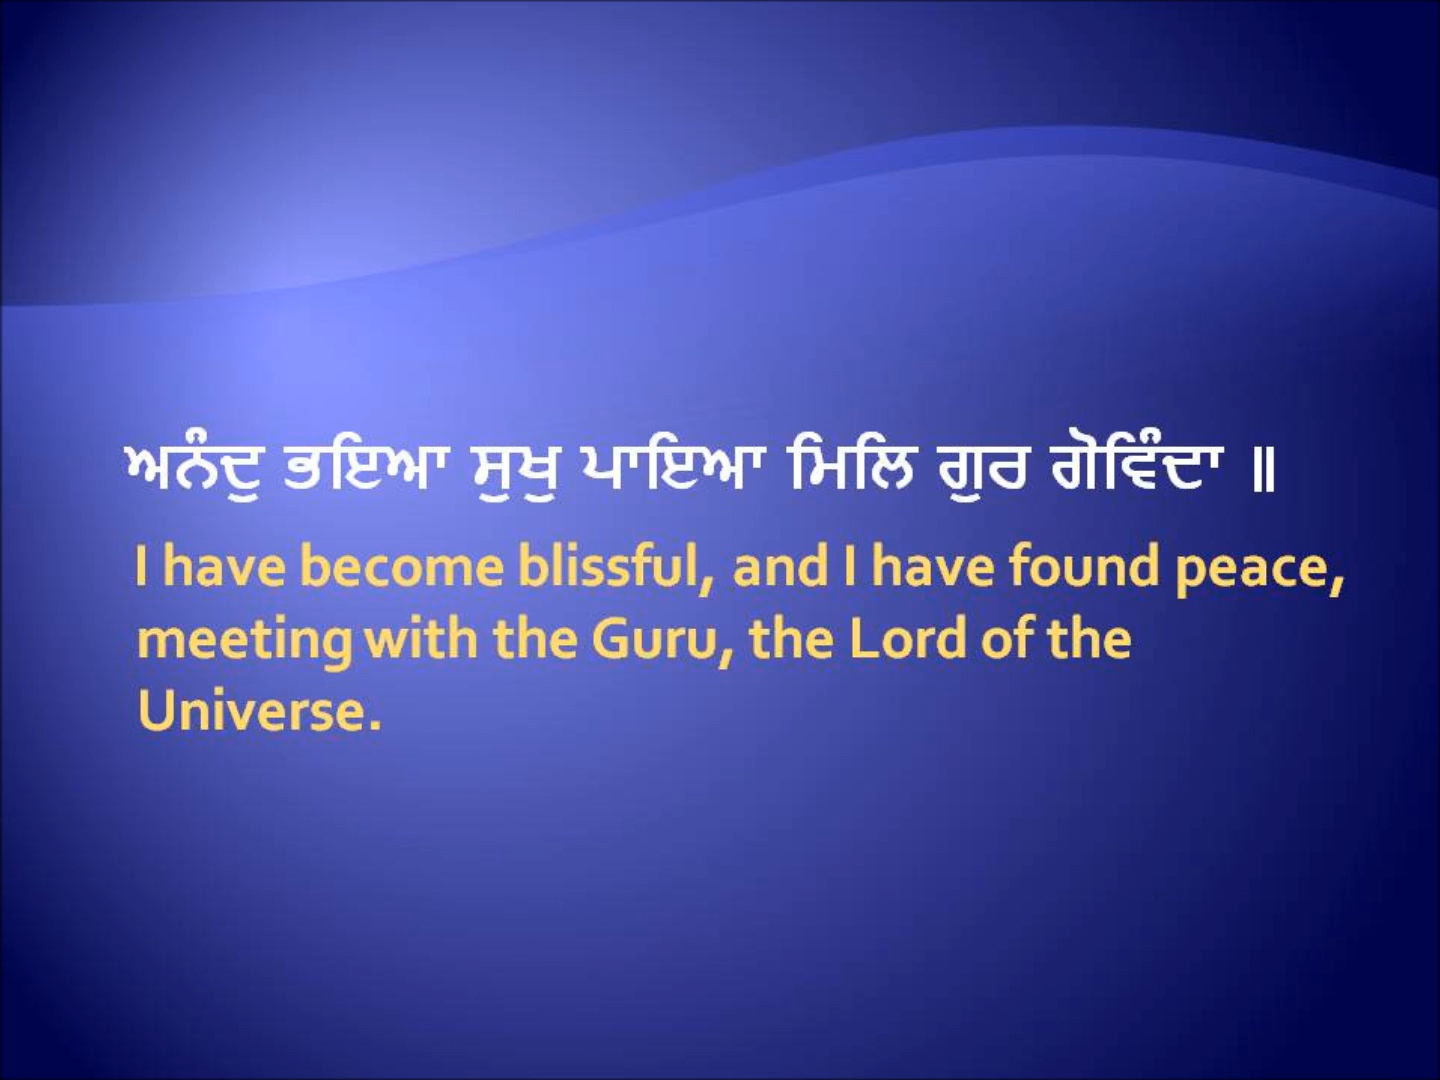 ਅਨੰਦੁ ਭਇਆ ਸੁਖੁ ਪਾਇਆ ਮਿਲਿ ਗੁਰ ਗੋਵਿੰਦਾ ॥
I have become blissful, and I have found peace,
meeting with the Guru, the Lord of the
Universe.